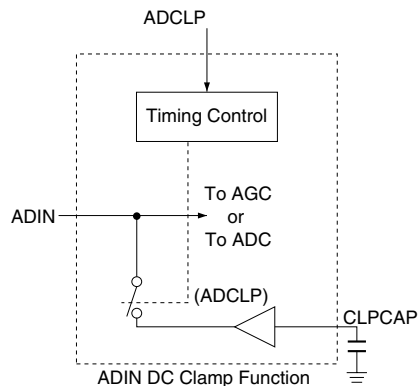 ADCLP
Timing Control
To AGC
or
To ADC
ADIN
(ADCLP)
CLPCAP
ADIN DC Clamp Function